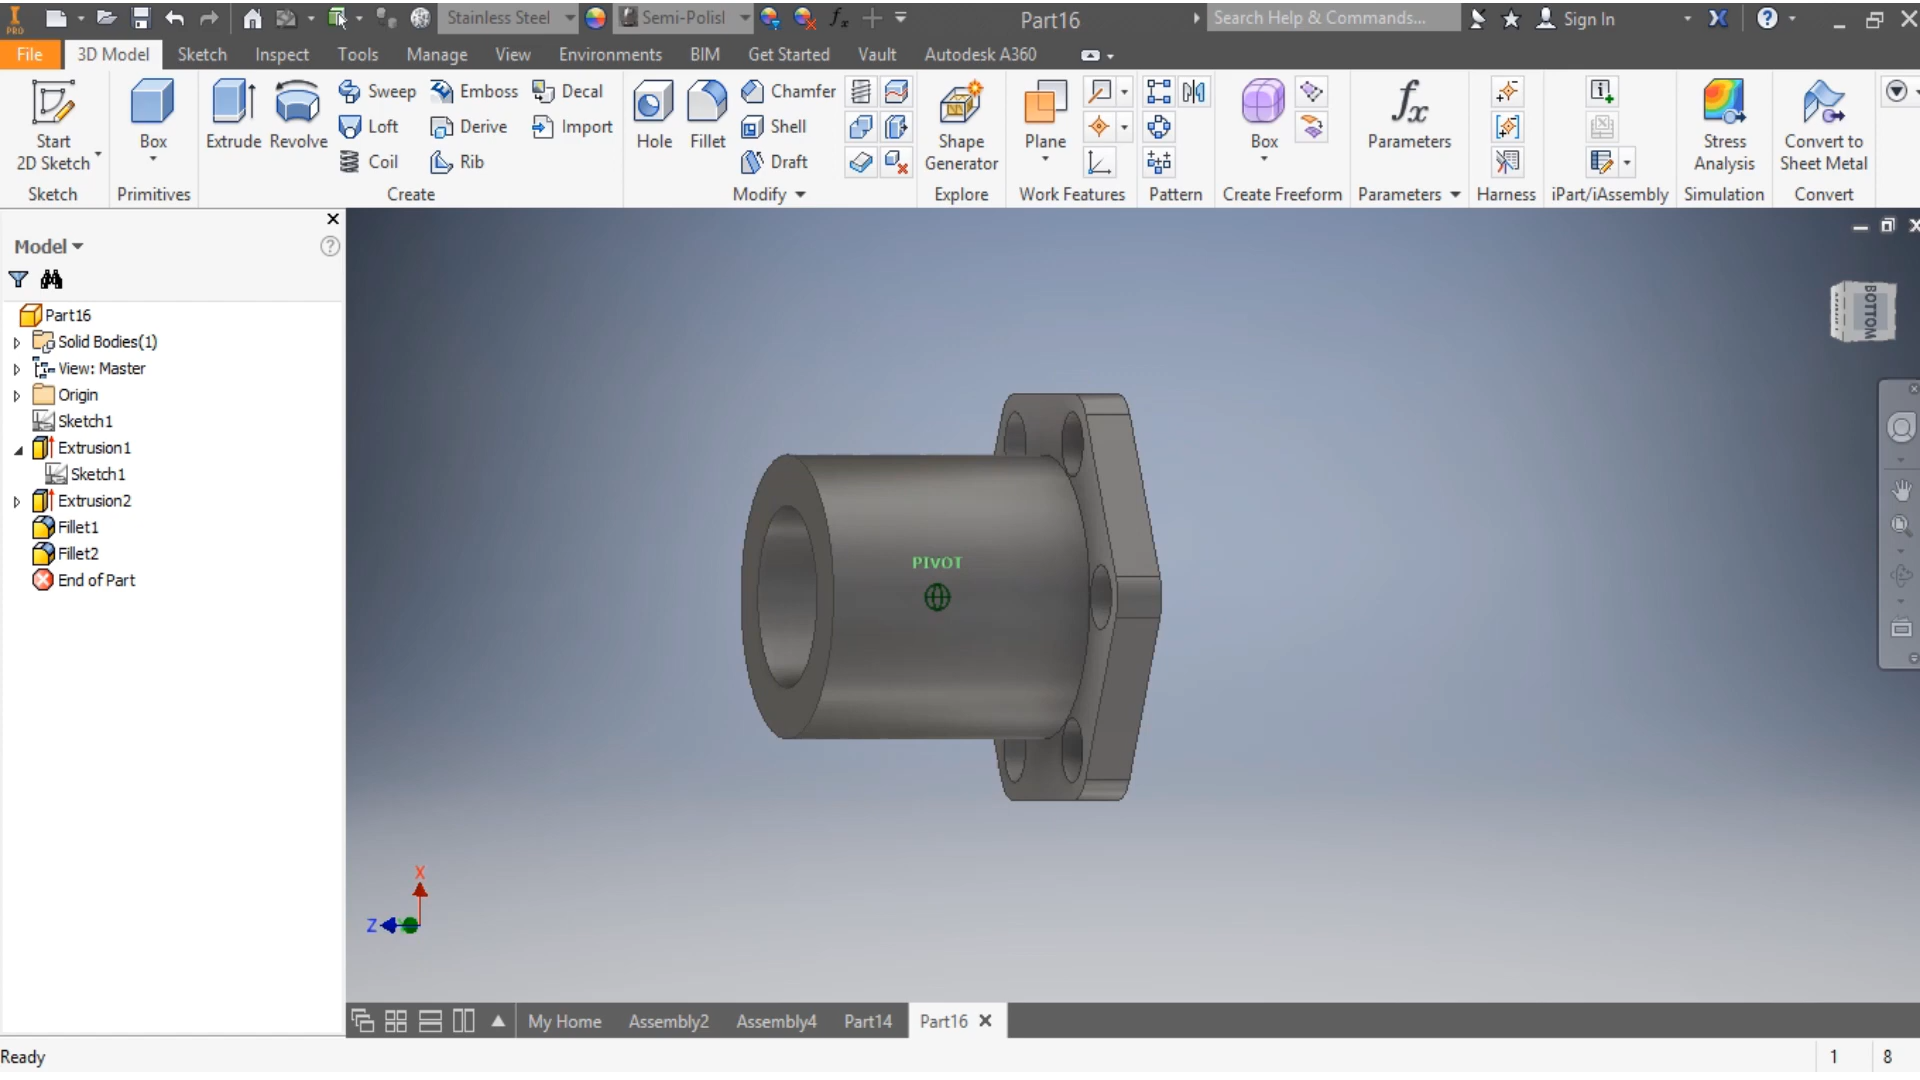 PRO
Stainless Steel
Semi-Polisl
Part16
Search Help & Commands...
Sign In
File
3D Model
Sketch
Inspect
Tools
Manage
View
Environments
BIM
Get Started
Vault
Autodesk A360
Start
2D Sketch
Box
Extrude
Revolve
Sweep
Loft
Coil
Emboss
Derive
Rib
Decal
Import
Hole
Fillet
Chamfer
Shell
Draft
Shape
Generator
Plane
Box
Parameters
Stress
Analysis
Convert to
Sheet Metal
Sketch
Primitives
Create
Modify
Explore
Work Features
Pattern
Create Freeform
Parameters
Harness
iPart/iAssembly
Simulation
Convert
Model
Part16
Solid Bodies(1)
View: Master
Origin
Sketch1
Extrusion1
Sketch1
Extrusion2
Fillet1
Fillet2
End of Part
BOTTOM
PIVOT
X
Z
My Home
Assembly2
Assembly4
Part14
Part16
Ready
1
8